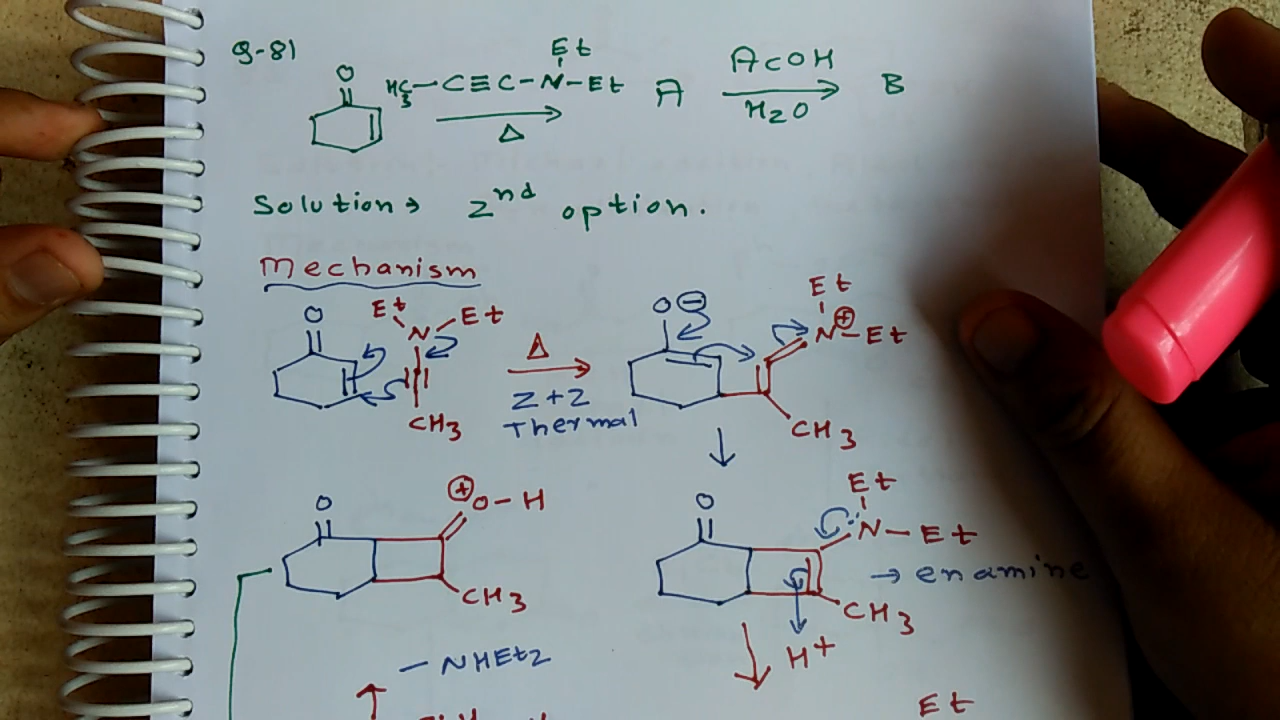 Q-81
O H3C-C≡C-N-Et Et A AcOH B
Δ H2O
Solution → 2nd option.
Mechanism
O Et N Et CH3 Δ 2+2 Thermal O⊖ Et N⊕-Et CH3
O ⊕O-H CH3 O Et N-Et → enamine CH3
- NHEt2 H+
Et